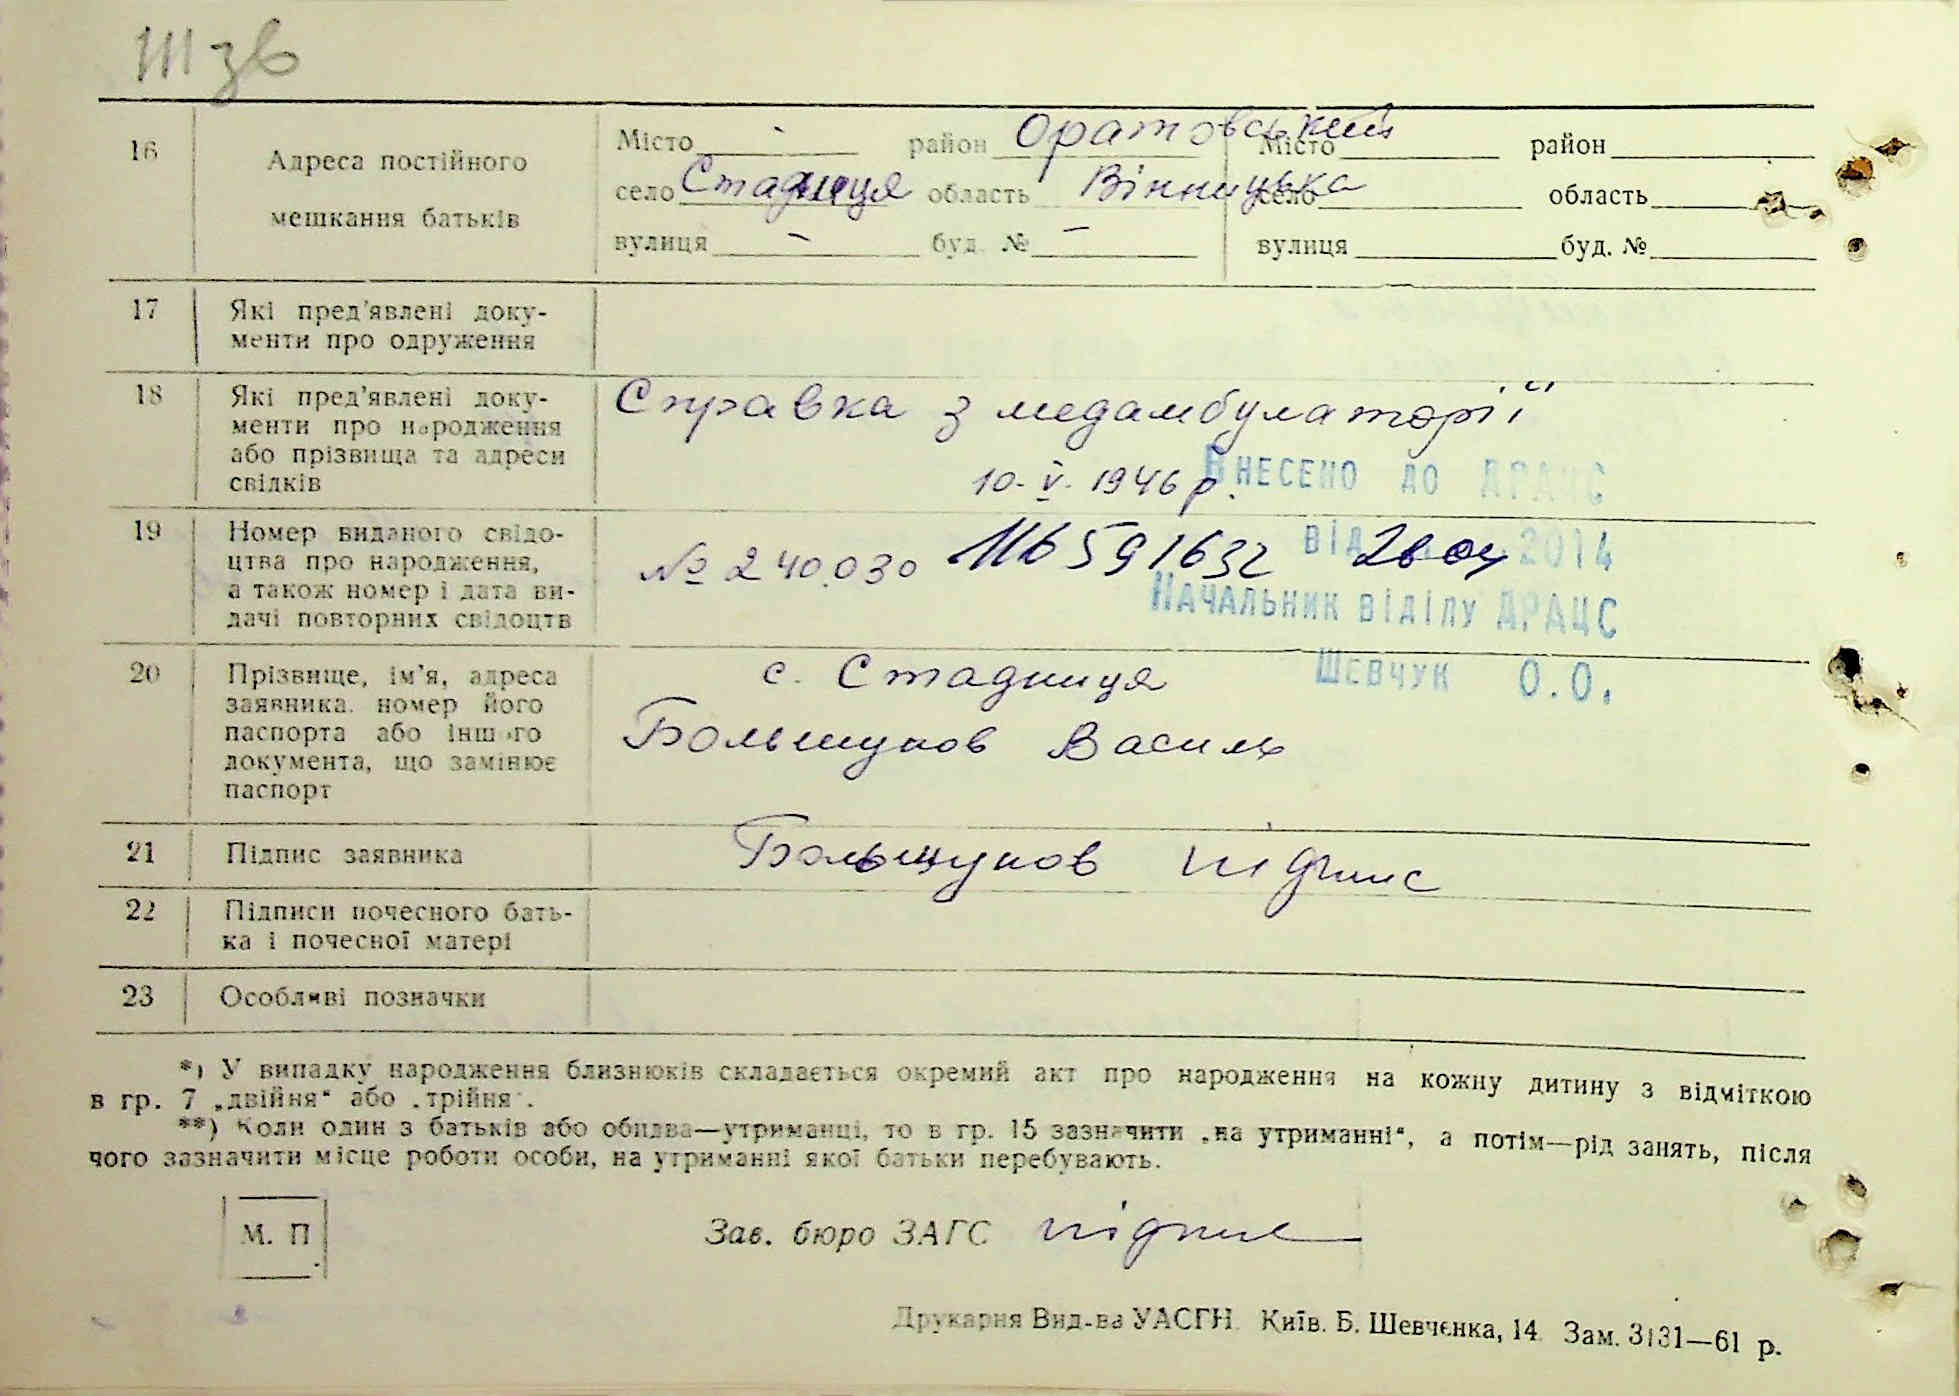 16 Адреса постійного мешкання батьків
Місто - район Оратовський Місто район
село Стадниця область Вінницька село область
вулиця - буд. № - вулиця буд. №
17 Які пред'явлені доку-
менти про одруження
18 Які пред'явлені доку-
менти про народження
або прізвища та адреси
свідків
Справка з медамбулаторії
10. V. 1946 р.
Внесено до ДРАЦС
19 Номер виданого свідо-
цтва про народження,
а також номер і дата ви-
дачі повторних свідоцтв
№ 240.030 591632
від 2014
Начальник відділу ДРАЦС
Шевчук О.О.
20 Прізвище, ім'я, адреса
заявника, номер його
паспорта або іншого
документа, що замінює
паспорт
с. Стадниця
Большунов Василь
21 Підпис заявника
Большунов підпис
22 Підписи почесного бать-
ка і почесної матері
23 Особливі позначки
*) У випадку народження близнюків складається окремий акт про народження на кожну дитину з відміткою
в гр. 7 „двійня“ або „трійня“.
**) Коли один з батьків або обидва—утриманці, то в гр. 15 зазначити „на утриманні“, а потім—рід занять, після
чого зазначити місце роботи особи, на утриманні якої батьки перебувають.
М. П.
Зав. бюро ЗАГС підпис
Друкарня Вид-ва УАСГН. Київ. Б. Шевченка, 14. Зам. 3131—61 р.